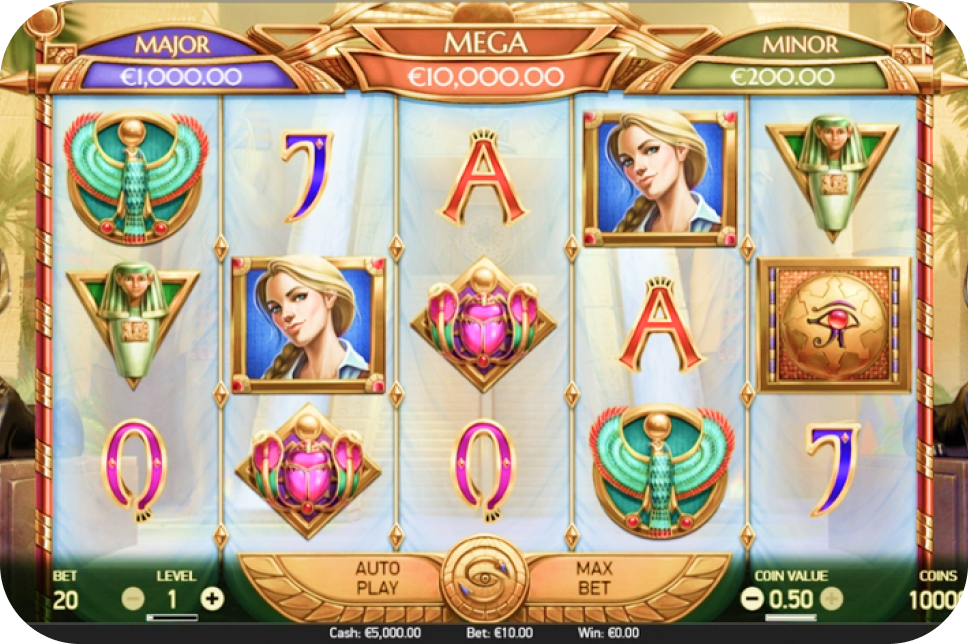 MAJOR
€1,000.00
MEGA
€10,000.00
MINOR
€200.00
J
A
A
Q
Q
J
BET
20
LEVEL
1
AUTO
PLAY
MAX
BET
COIN VALUE
0.50
COINS
10000
Cash: €5,000.00 Bet: €10.00 Win: €0.00